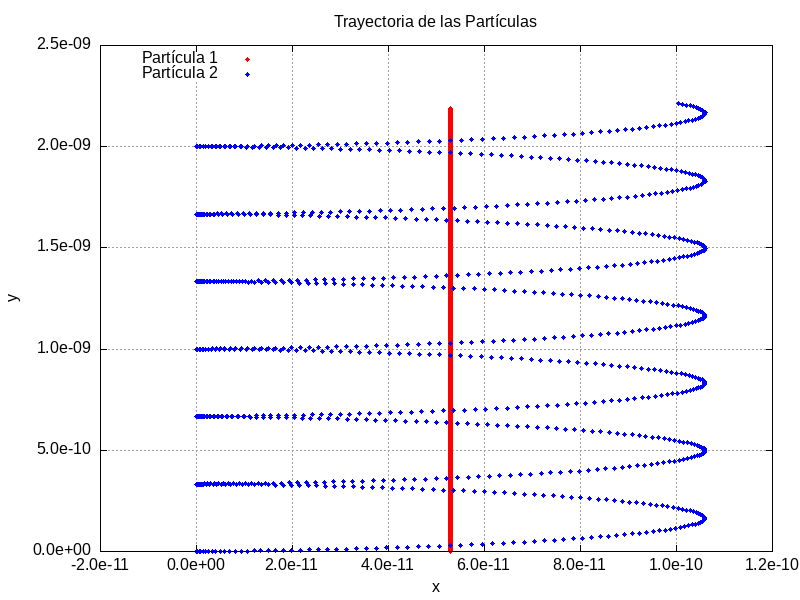 Trayectoria de las Partículas
Partícula 1
Partícula 2
2.5e-09
2.0e-09
1.5e-09
1.0e-09
5.0e-10
0.0e+00
y
-2.0e-11 0.0e+00 2.0e-11 4.0e-11 6.0e-11 8.0e-11 1.0e-10 1.2e-10
x